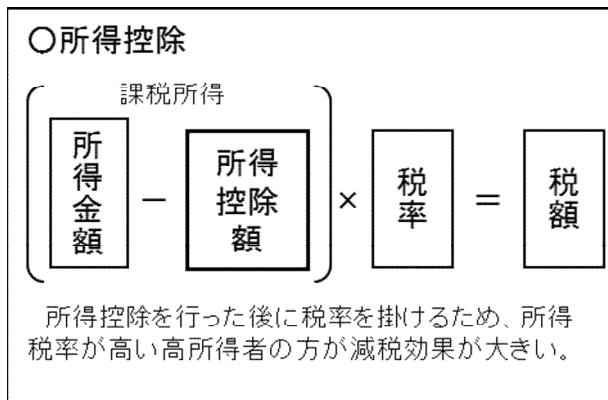 〇所得控除
課税所得
(所得金額 − 所得控除額) × 税率 = 税額
所得控除を行った後に税率を掛けるため、所得
税率が高い高所得者の方が減税効果が大きい。